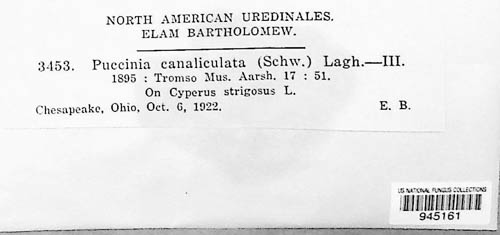 NORTH AMERICAN UREDINALES.
ELAM BARTHOLOMEW.
3453. Puccinia canaliculata (Schw.) Lagh.—III.
1895 : Tromso Mus. Aarsh. 17 : 51.
On Cyperus strigosus L.
Chesapeake, Ohio, Oct. 6, 1922. E. B.
US NATIONAL FUNGUS COLLECTIONS
945161